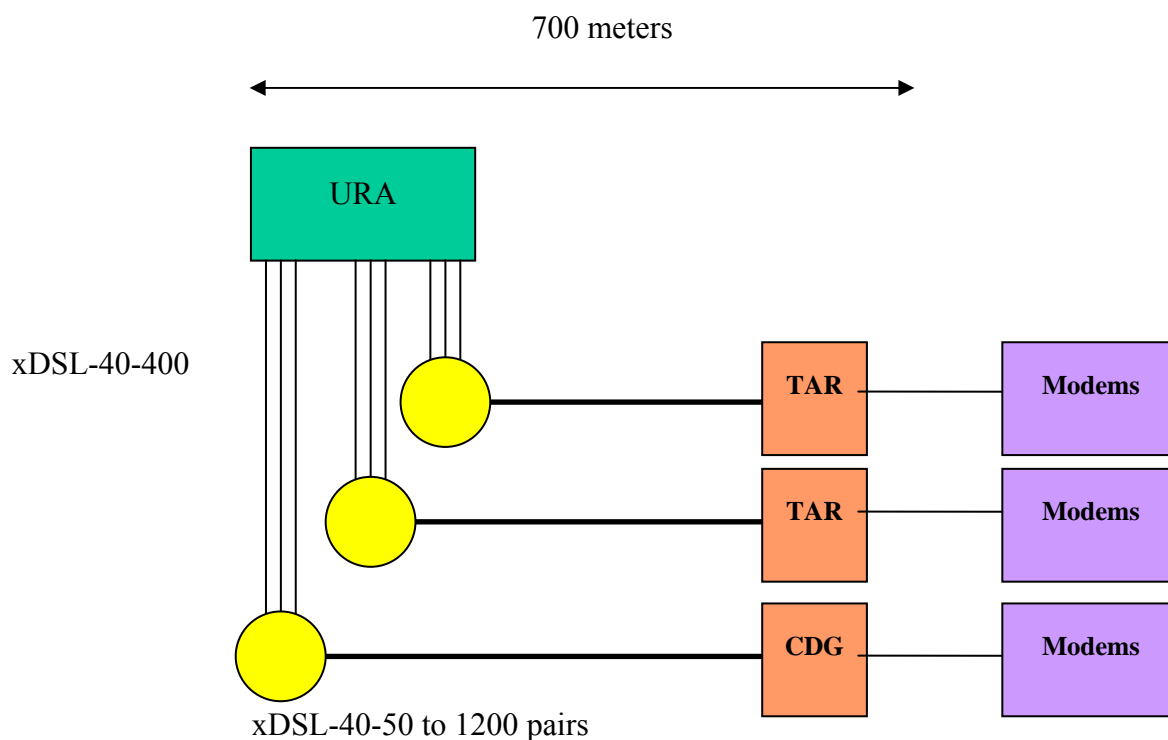 700 meters
URA
xDSL-40-400
TAR
Modems
TAR
Modems
CDG
Modems
xDSL-40-50 to 1200 pairs